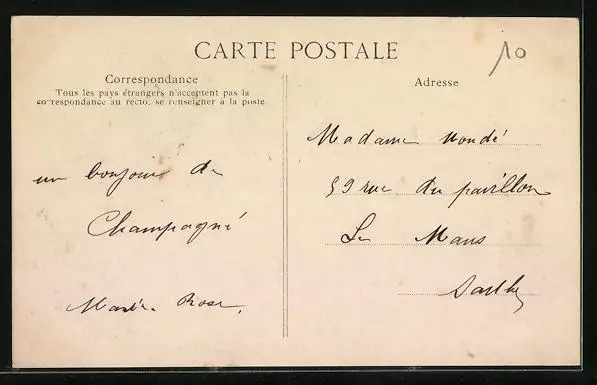 CARTE POSTALE
10
Correspondance
Tous les pays étrangers n'acceptent pas la
correspondance au recto, se renseigner à la poste
un bonjour de
Champagné
Marie Rose.
Adresse
Madame
59 rue du pavillon
Le Mans
Sarthe